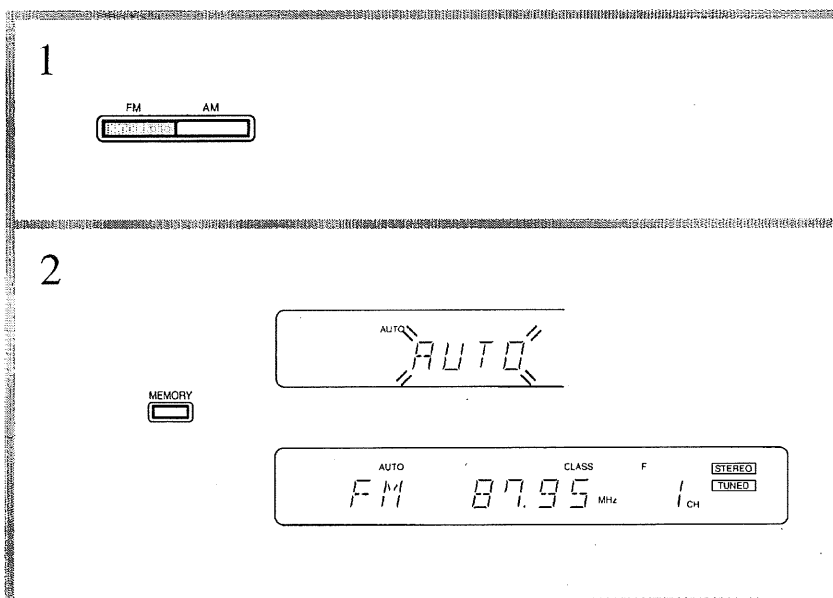 1
FM AM
2
AUTO
AUTO
MEMORY
AUTO CLASS F STEREO
FM 87.95 MHz 1 CH TUNED